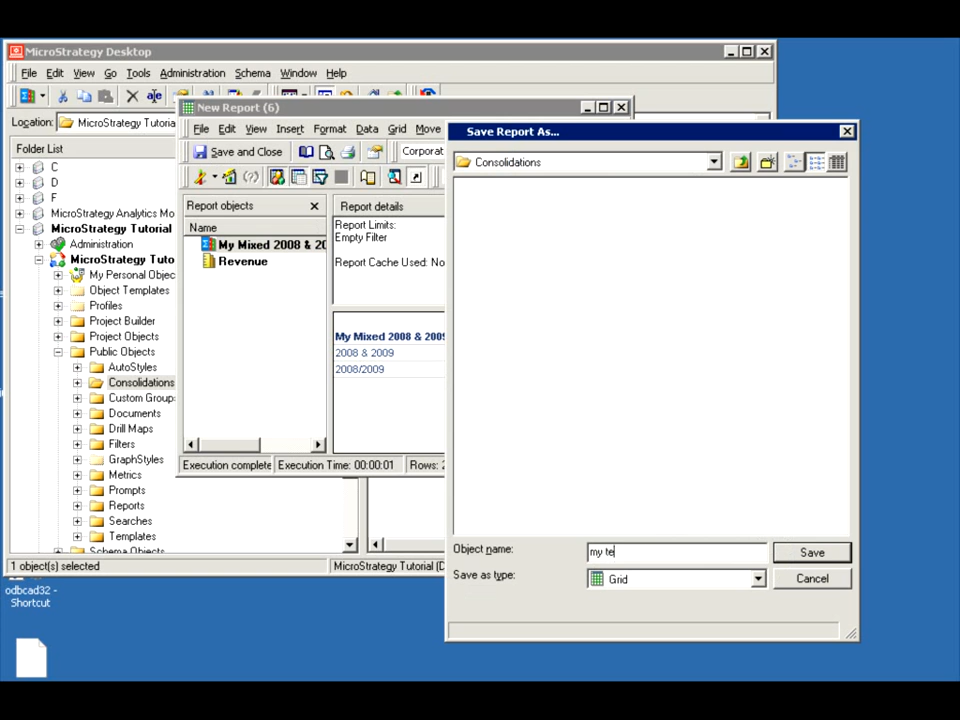 MicroStrategy Desktop
File Edit View Go Tools Administration Schema Window Help
Location: MicroStrategy Tutoria
Folder List
C
D
F
MicroStrategy Analytics Mo
MicroStrategy Tutorial
Administration
MicroStrategy Tuto
My Personal Objec
Object Templates
Profiles
Project Builder
Project Objects
Public Objects
AutoStyles
Consolidations
Custom Group
Documents
Drill Maps
Filters
GraphStyles
Metrics
Prompts
Reports
Searches
Templates
Schema Objects
1 object(s) selected
MicroStrategy Tutorial (D
New Report (6)
File Edit View Insert Format Data Grid Move
Save and Close
Corporat
Report objects
Name
My Mixed 2008 & 20
Revenue
Report details
Report Limits:
Empty Filter
Report Cache Used: No
My Mixed 2008 & 2009
2008 & 2009
2008/2009
Execution complete Execution Time: 00:00:01 Rows:
Save Report As...
Consolidations
Object name: my te
Save
Save as type: Grid
Cancel
odbcad32 -
Shortcut